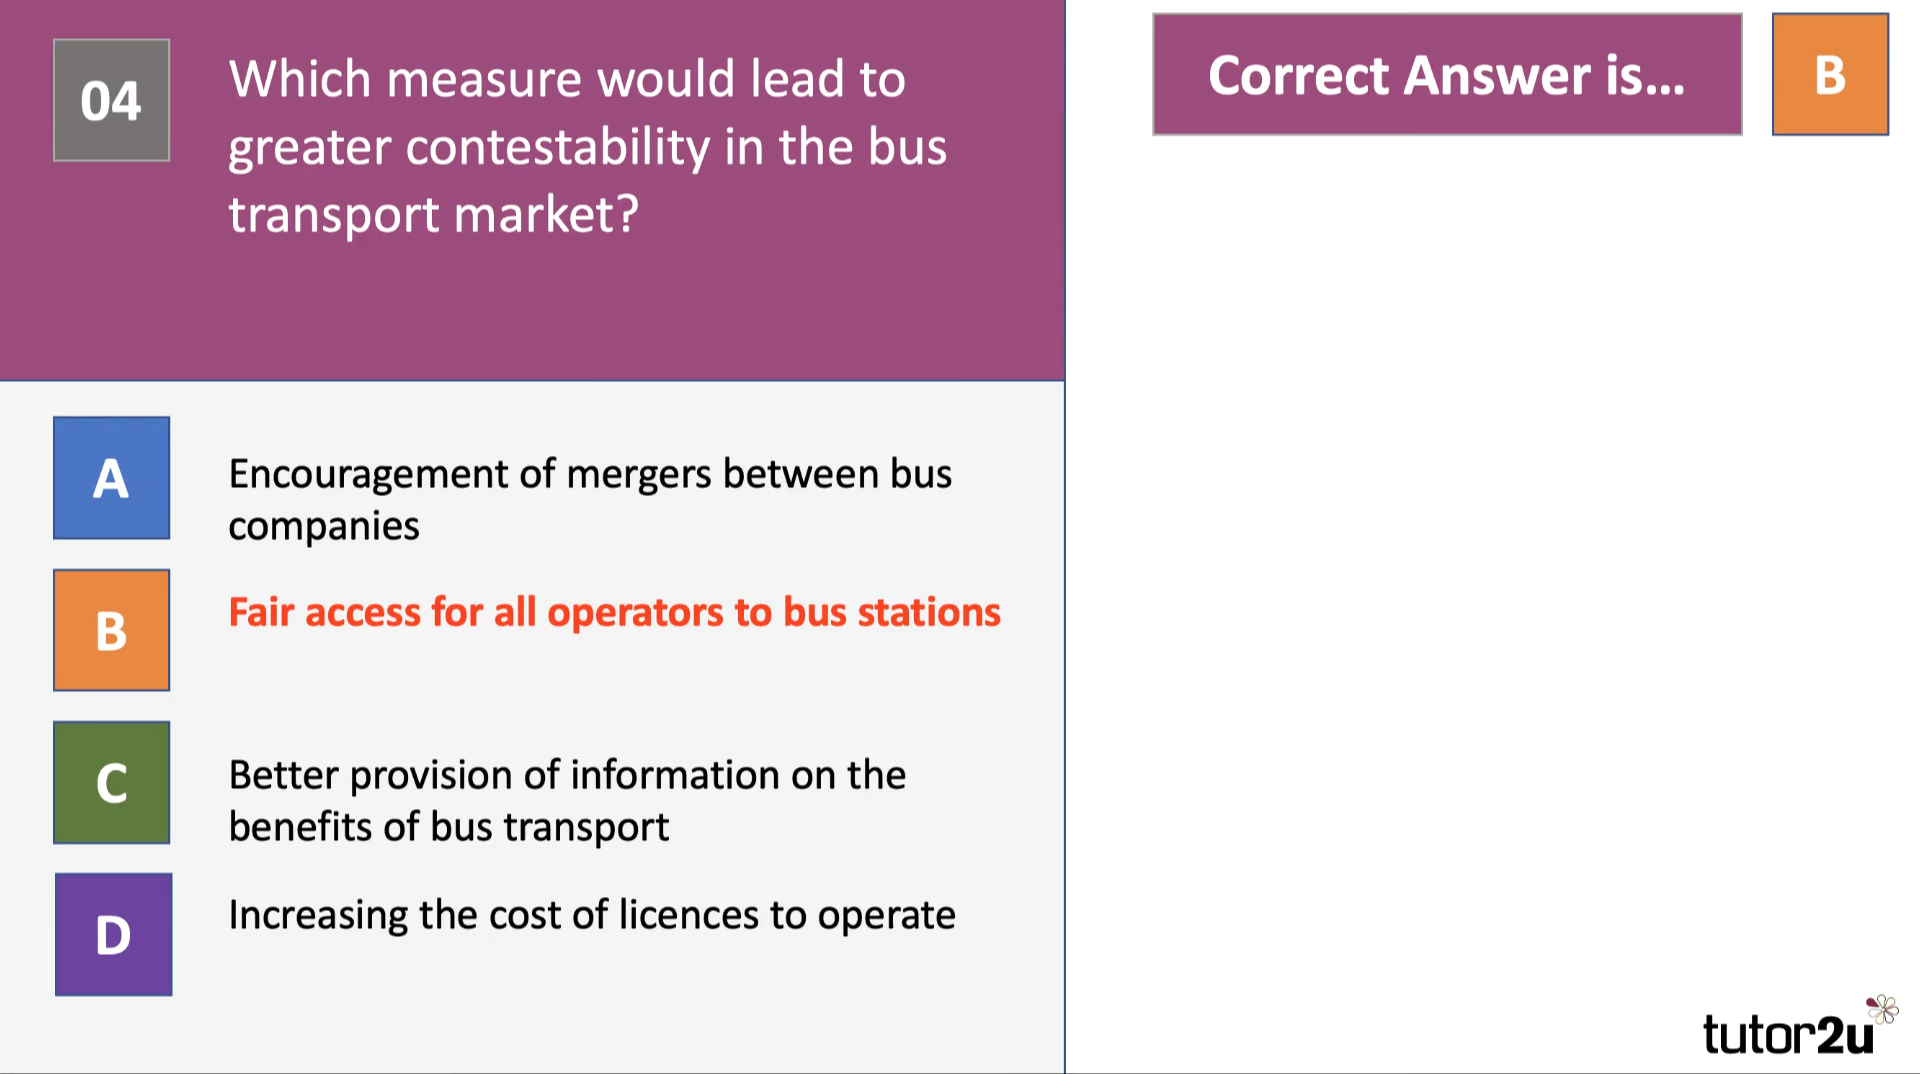 04
Which measure would lead to
greater contestability in the bus
transport market?
Correct Answer is...
B
A
Encouragement of mergers between bus
companies
B
Fair access for all operators to bus stations
C
Better provision of information on the
benefits of bus transport
D
Increasing the cost of licences to operate
tutor2u